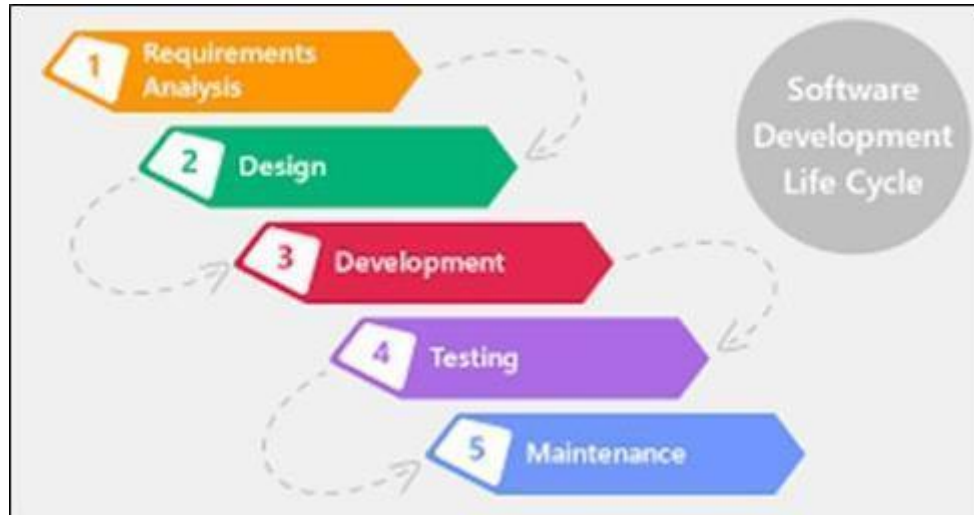 1
Requirements
Analysis
2
Design
3
Development
4
Testing
5
Maintenance
Software
Development
Life Cycle